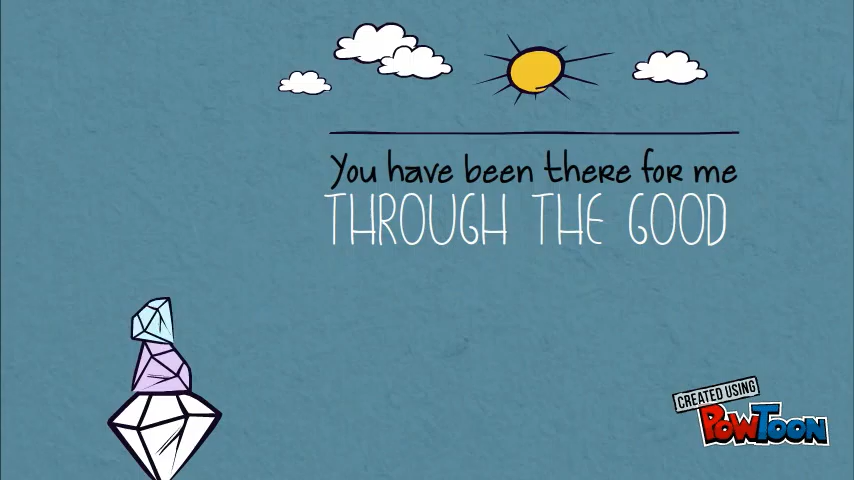 You have been there for me
THROUGH THE GOOD
CREATED USING
POWTOON